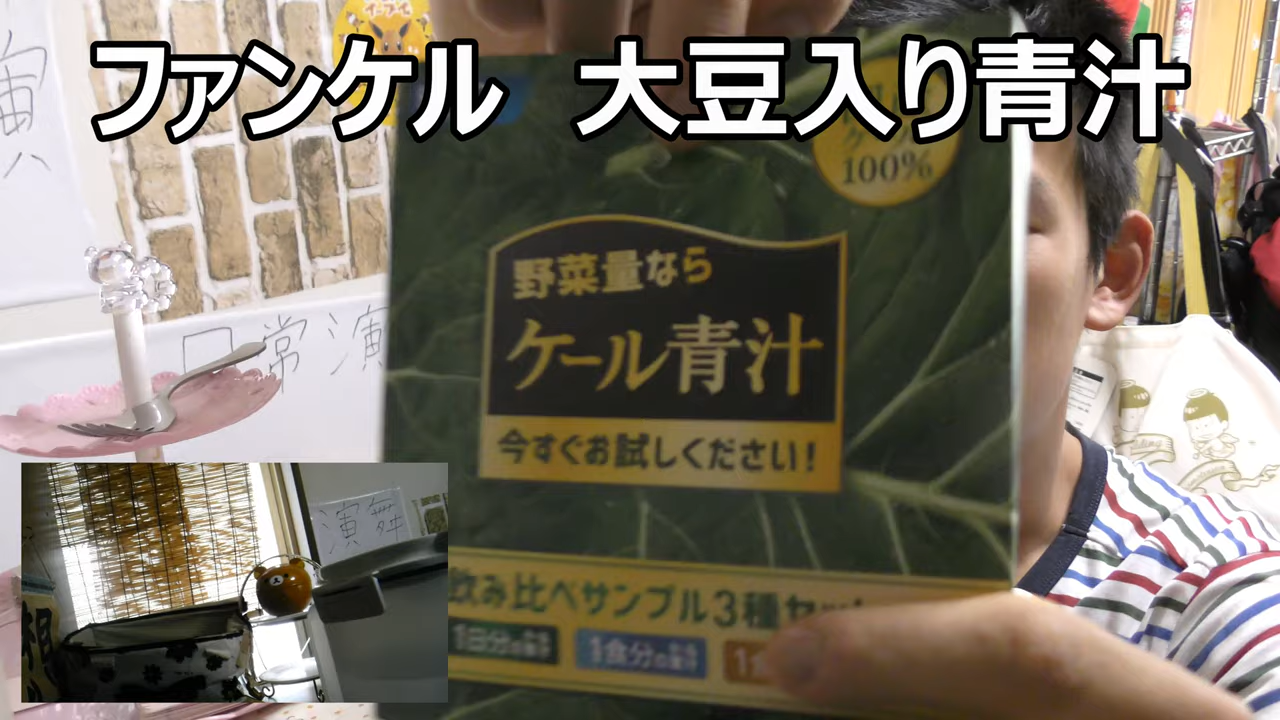 ファンケル 大豆入り青汁
100%
野菜量なら
ケール青汁
今すぐお試しください!
飲み比べサンプル3種セット
1日分
1食分
日常演
演舞
演